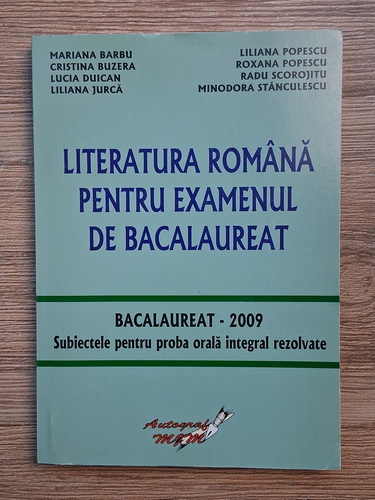 MARIANA BARBU
CRISTINA BUZERA
LUCIA DUICAN
LILIANA JURCĂ
LILIANA POPESCU
ROXANA POPESCU
RADU SCOROJITU
MINODORA STĂNCULESCU
LITERATURA ROMÂNĂ
PENTRU EXAMENUL
DE BACALAUREAT
BACALAUREAT - 2009
Subiectele pentru proba orală integral rezolvate
Autograf
MJM